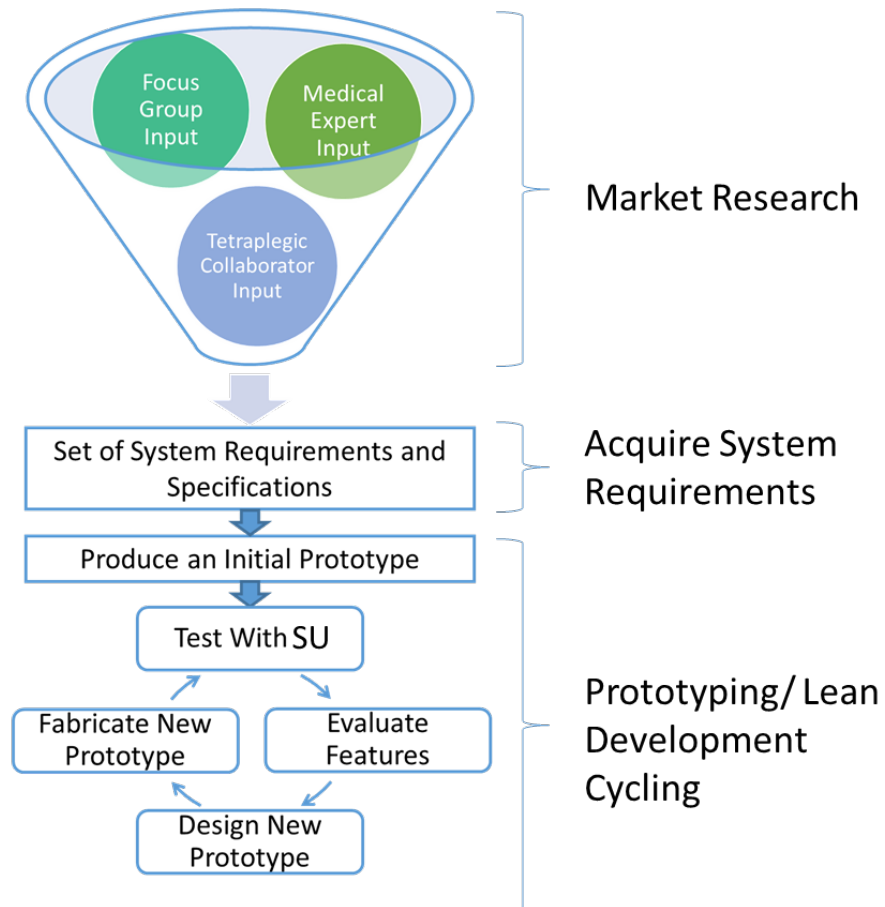 Focus
Group
Input
Medical
Expert
Input
Tetraplegic
Collaborator
Input
Market Research
Set of System Requirements and
Specifications
Acquire System
Requirements
Produce an Initial Prototype
Test With SU
Fabricate New
Prototype
Evaluate
Features
Design New
Prototype
Prototyping/ Lean
Development
Cycling